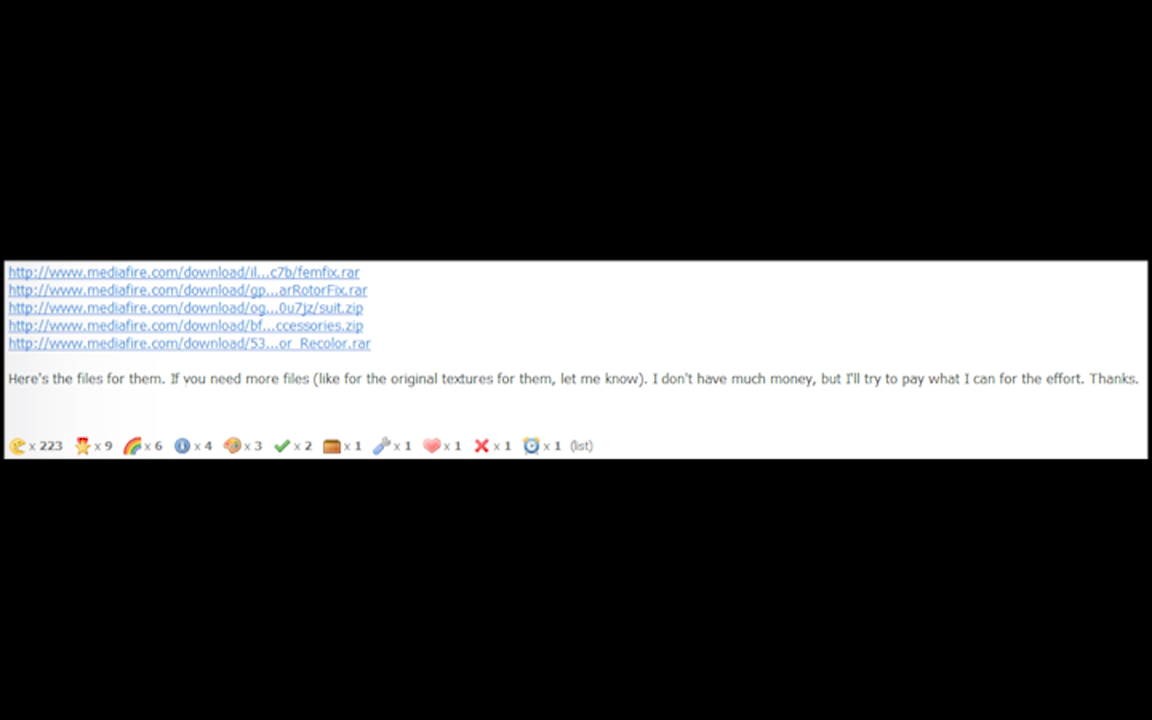 http://www.mediafire.com/download/il...c7b/femfix.rar
http://www.mediafire.com/download/gp...arRotorFix.rar
http://www.mediafire.com/download/og...0u7jz/suit.zip
http://www.mediafire.com/download/bf...ccessories.zip
http://www.mediafire.com/download/53...or_Recolor.rar
Here's the files for them. If you need more files (like for the original textures for them, let me know). I don't have much money, but I'll try to pay what I can for the effort. Thanks.
x 223 x 9 x 6 x 4 x 3 x 2 x 1 x 1 x 1 x 1 x 1 (list)